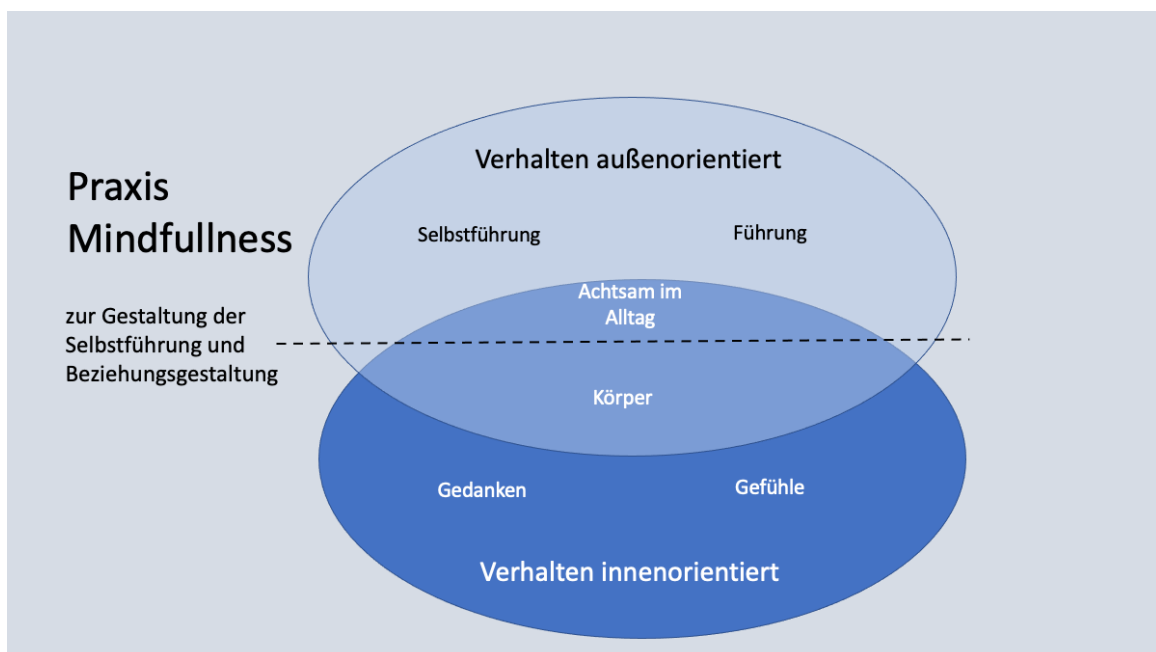 Praxis
Mindfullness
zur Gestaltung der
Selbstführung und
Beziehungsgestaltung
Verhalten außenorientiert
Selbstführung
Führung
Achtsam im
Alltag
Körper
Gedanken
Gefühle
Verhalten innenorientiert